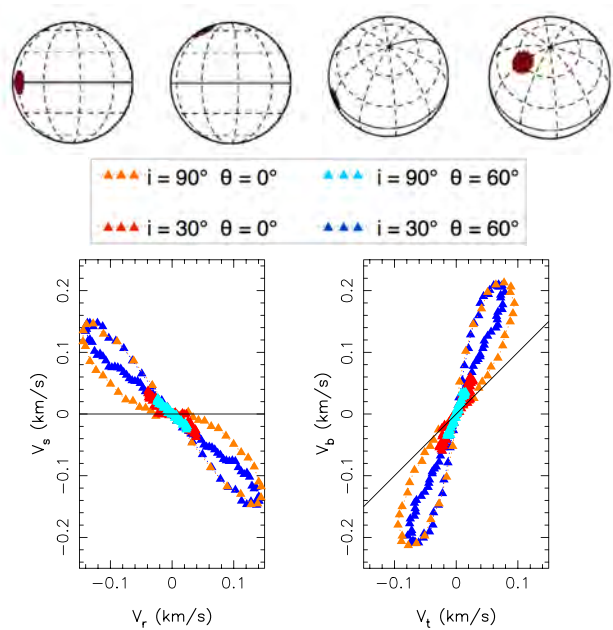 i = 90° θ = 0° i = 90° θ = 60°
i = 30° θ = 0° i = 30° θ = 60°
0.2
0.1
0
−0.1
−0.2
V_s (km/s)
−0.1 0 0.1
V_r (km/s)
0.2
0.1
0
−0.1
−0.2
V_b (km/s)
−0.1 0 0.1
V_t (km/s)